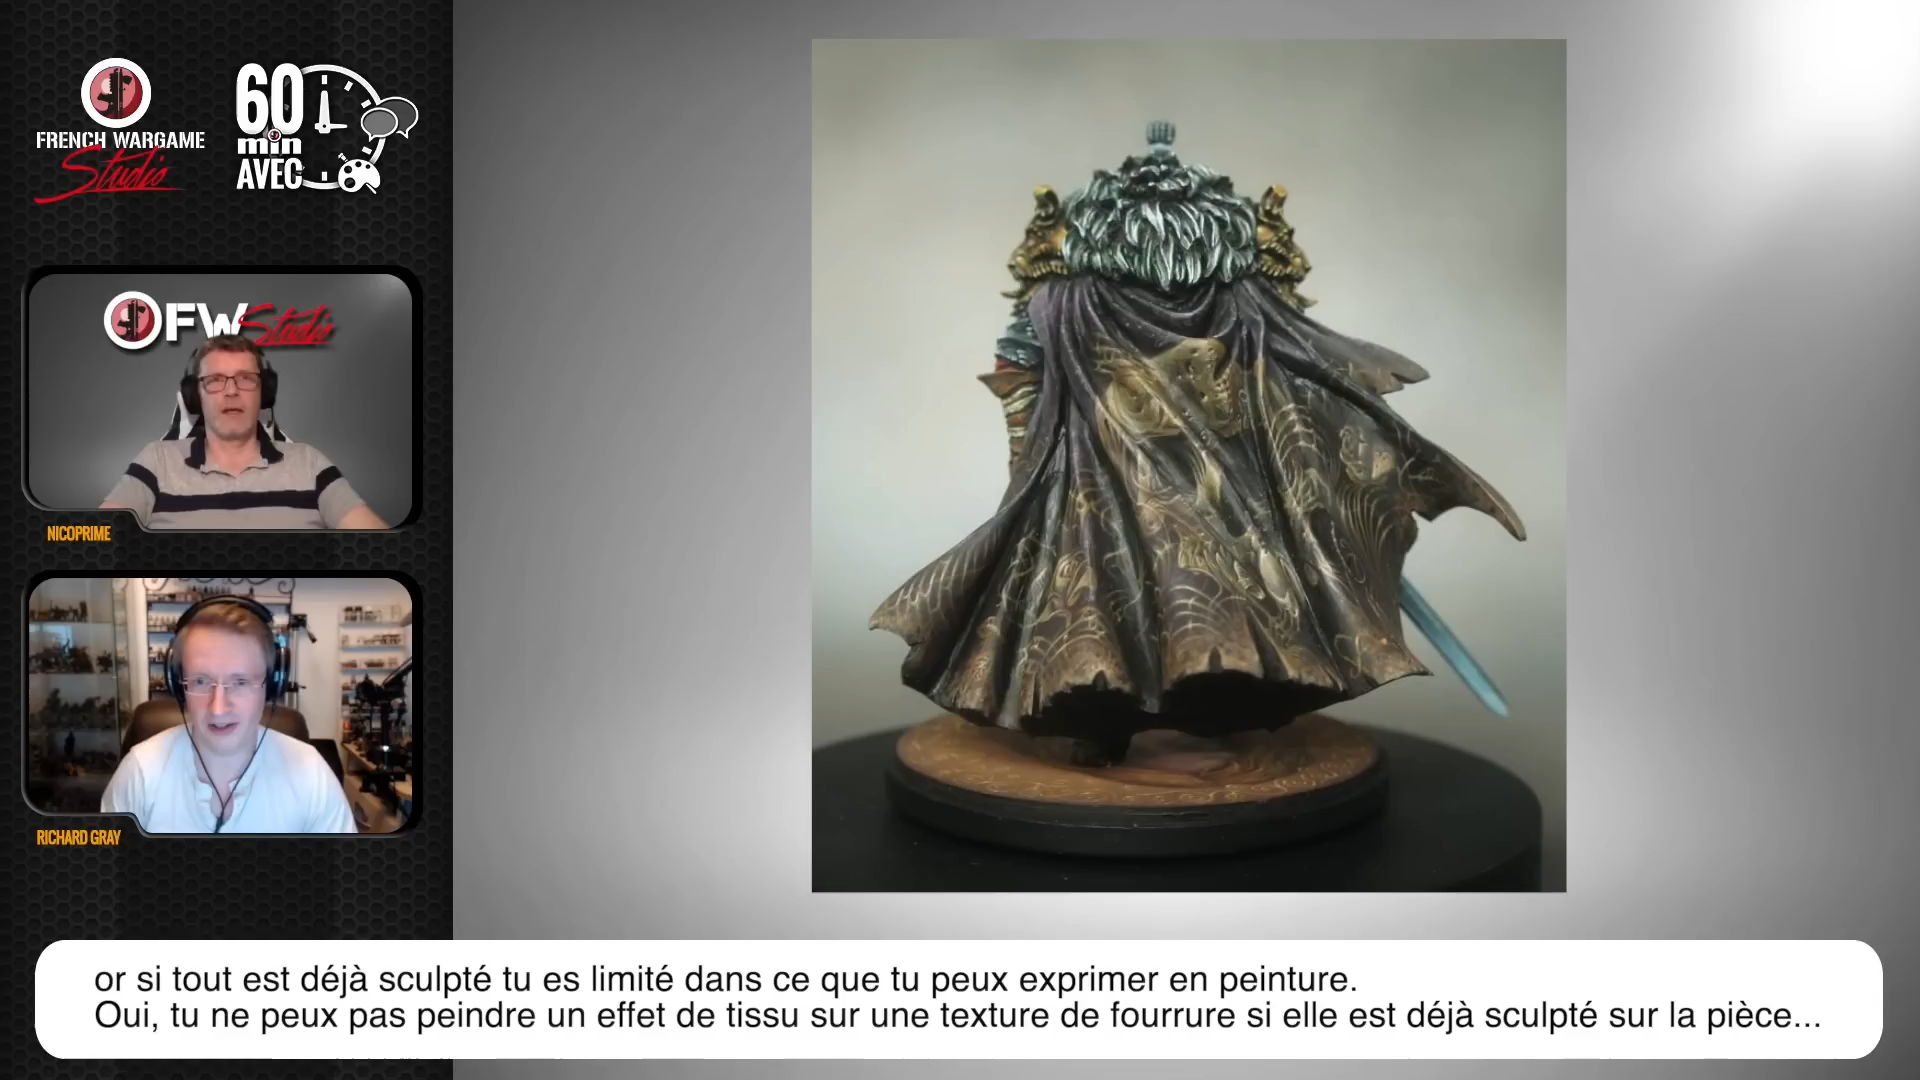 FRENCH WARGAME
Studio
60
min
AVEC
FW Studio
NICOPRIME
RICHARD GRAY
or si tout est déjà sculpté tu es limité dans ce que tu peux exprimer en peinture.
Oui, tu ne peux pas peindre un effet de tissu sur une texture de fourrure si elle est déjà sculpté sur la pièce...